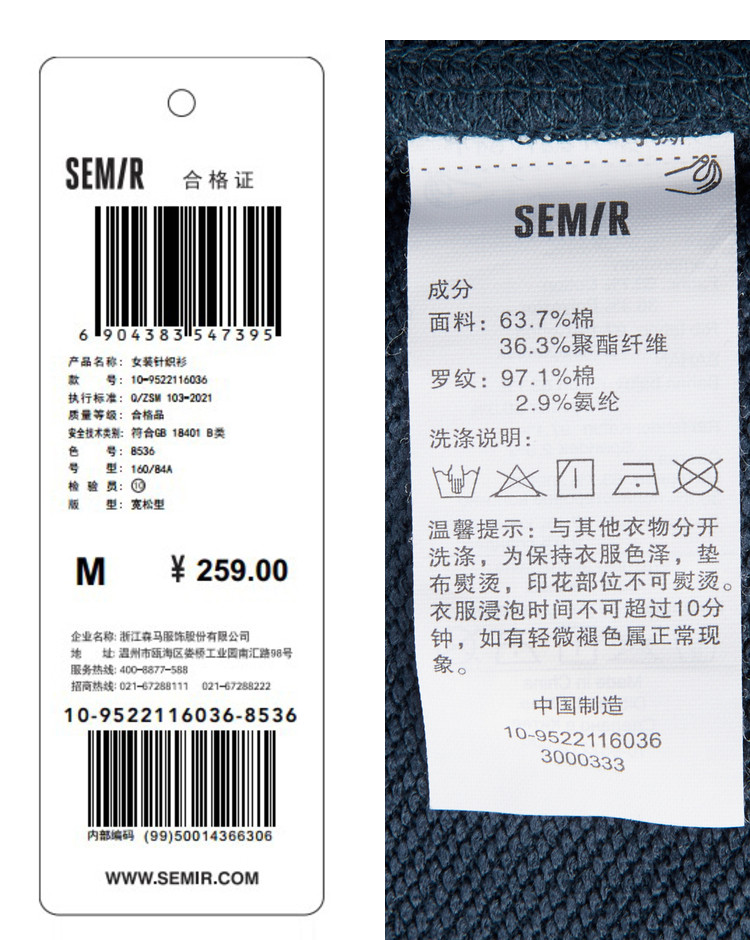 SEMIR 合格证
6 904383 547395
产品名称: 女装针织衫
款 号: 10-9522116036
执行标准: Q/ZSM 103-2021
质量等级: 合格品
安全技术类别: 符合GB 18401 B类
色 号: 8536
号 型: 160/84A
检 验 员: 10
版 型: 宽松型
M ¥ 259.00
企业名称: 浙江森马服饰股份有限公司
地 址: 温州市瓯海区娄桥工业园南汇路98号
服务热线: 400-8877-588
招商热线: 021-67288111 021-67288222
10-9522116036-8536
内部编码 (99)50014366306
WWW.SEMIR.COM
SEMIR
成分
面料: 63.7%棉
36.3%聚酯纤维
罗纹: 97.1%棉
2.9%氨纶
洗涤说明:
温馨提示: 与其他衣物分开
洗涤，为保持衣服色泽，垫
布熨烫，印花部位不可熨烫。
衣服浸泡时间不可超过10分
钟，如有轻微褪色属正常现
象。
中国制造
10-9522116036
3000333